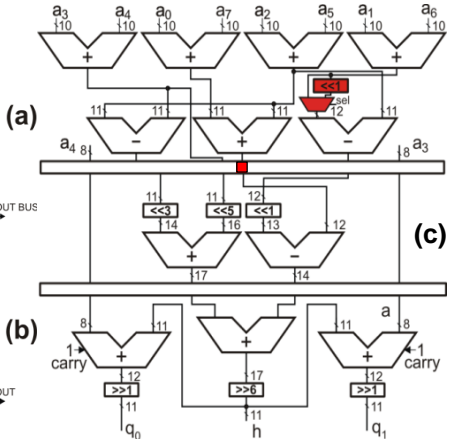 a3 a4 a0 a7 a2 a5 a1 a6
10 10 10 10 10 10 10 10
+ + + +
<<1
sel
11 11 11 11 12 11
(a)
− + −
a4 8 8 a3
11 11 12
OUT BUS
<<3 <<5 <<1
14 16 13 12
(c)
+ −
17 14
(b)
8 11 11 a 8
1 carry + + + 1 carry
12 17 12
>>1 >>6 >>1
OUT
11 11 11
q0 h q1